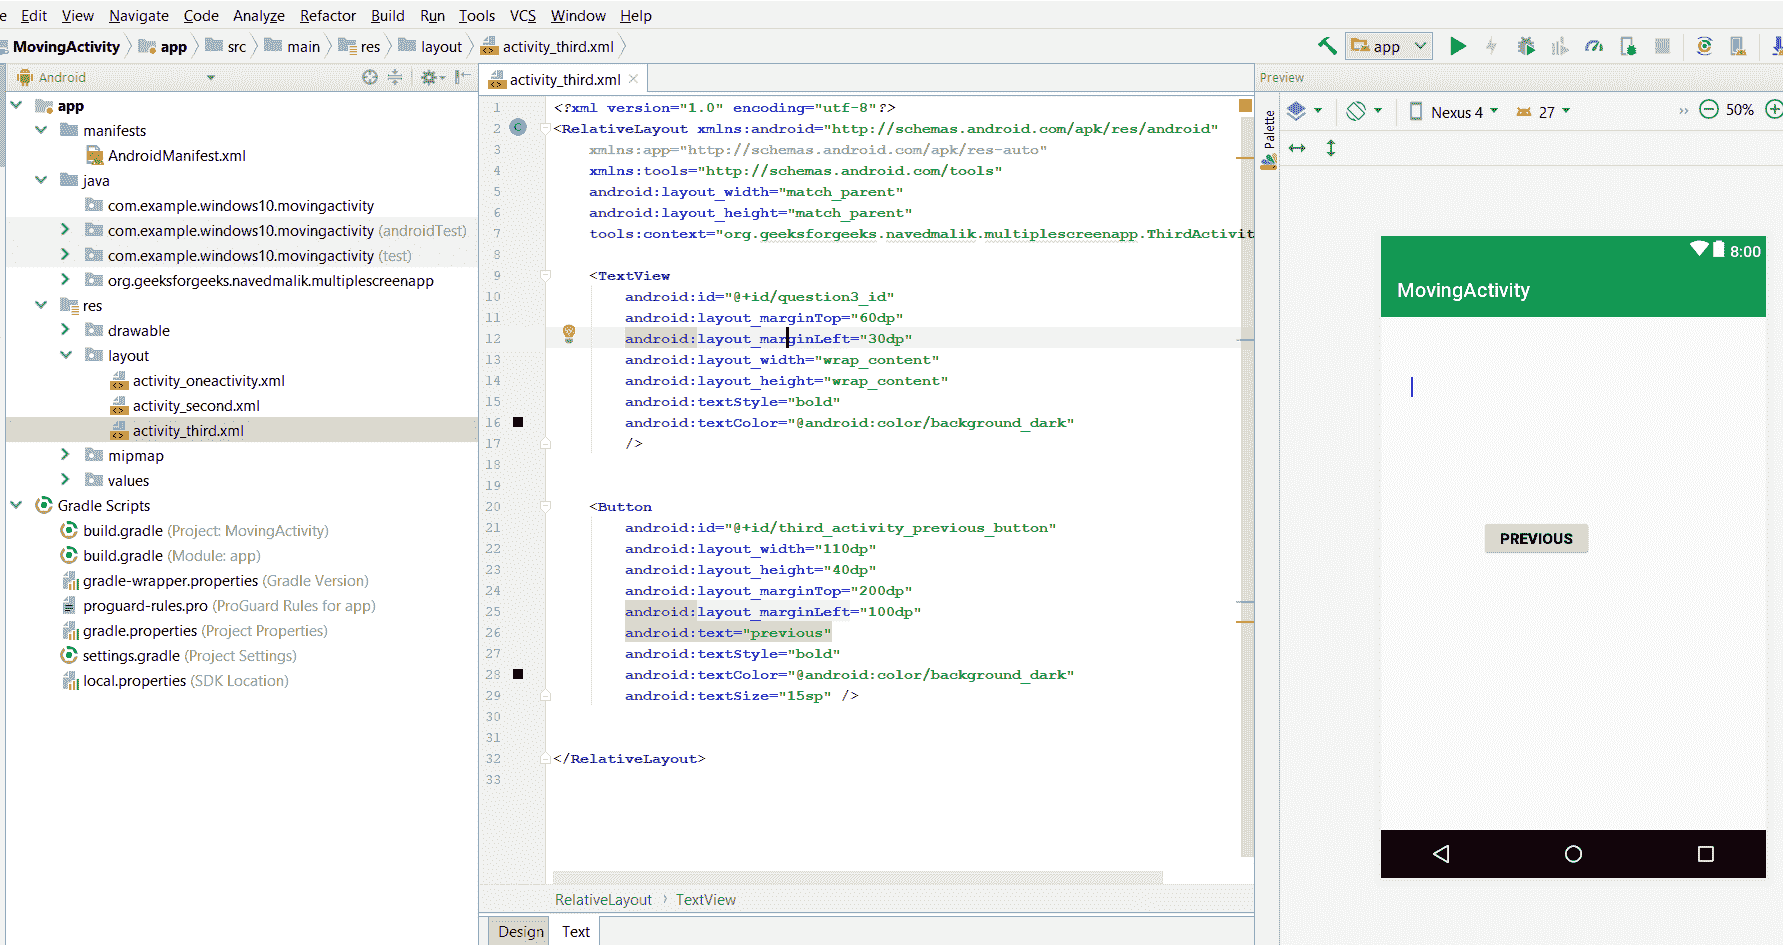 e Edit View Navigate Code Analyze Refactor Build Run Tools VCS Window Help
MovingActivity app src main res layout activity_third.xml app
Android
app
manifests
AndroidManifest.xml
java
com.example.windows10.movingactivity
com.example.windows10.movingactivity (androidTest)
com.example.windows10.movingactivity (test)
org.geeksforgeeks.navedmalik.multiplescreenapp
res
drawable
layout
activity_oneactivity.xml
activity_second.xml
activity_third.xml
mipmap
values
Gradle Scripts
build.gradle (Project: MovingActivity)
build.gradle (Module: app)
gradle-wrapper.properties (Gradle Version)
proguard-rules.pro (ProGuard Rules for app)
gradle.properties (Project Properties)
settings.gradle (Project Settings)
local.properties (SDK Location)
activity_third.xml
1 <?xml version="1.0" encoding="utf-8"?>
2 C <RelativeLayout xmlns:android="http://schemas.android.com/apk/res/android"
3 xmlns:app="http://schemas.android.com/apk/res-auto"
4 xmlns:tools="http://schemas.android.com/tools"
5 android:layout_width="match_parent"
6 android:layout_height="match_parent"
7 tools:context="org.geeksforgeeks.navedmalik.multiplescreenapp.ThirdActivit
8
9 <TextView
10 android:id="@+id/question3_id"
11 android:layout_marginTop="60dp"
12 android:layout_marginLeft="30dp"
13 android:layout_width="wrap_content"
14 android:layout_height="wrap_content"
15 android:textStyle="bold"
16 android:textColor="@android:color/background_dark"
17 />
18
19
20 <Button
21 android:id="@+id/third_activity_previous_button"
22 android:layout_width="110dp"
23 android:layout_height="40dp"
24 android:layout_marginTop="200dp"
25 android:layout_marginLeft="100dp"
26 android:text="previous"
27 android:textStyle="bold"
28 android:textColor="@android:color/background_dark"
29 android:textSize="15sp" />
30
31
32 </RelativeLayout>
33
RelativeLayout TextView
Design Text
Preview
Palette
Nexus 4 27 50%
8:00
MovingActivity
PREVIOUS